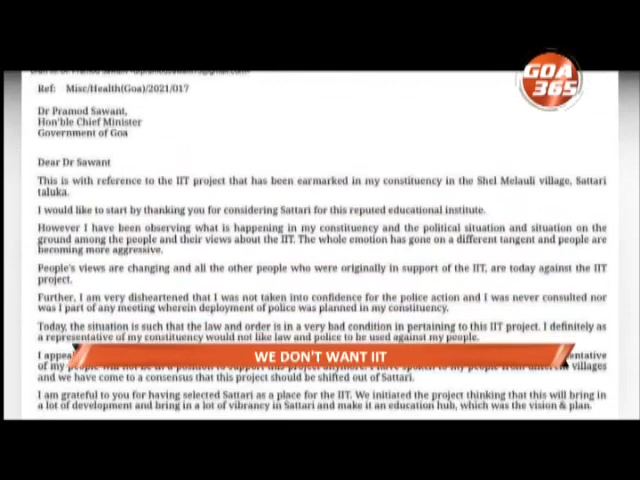 GOA
365
Ref: Misc/Health(Goa)/2021/017
Dr Pramod Sawant,
Hon'ble Chief Minister
Government of Goa
Dear Dr Sawant
This is with reference to the IIT project that has been earmarked in my constituency in the Shel Melauli village, Sattari
taluka.
I would like to start by thanking you for considering Sattari for this reputed educational institute.
However I have been observing what is happening in my constituency and the political situation and situation on the
ground among the people and their views about the IIT. The whole emotion has gone on a different tangent and people are
becoming more aggressive.
People's views are changing and all the other people who were originally in support of the IIT, are today against the IIT
project.
Further, I am very disheartened that I was not taken into confidence for the police action and I was never consulted nor
was I part of any meeting wherein deployment of police was planned in my constituency.
Today, the situation is such that the law and order is in a very bad condition in pertaining to this IIT project. I definitely as
a representative of my constituency would not like law and police to be used against my people.
WE DON'T WANT IIT
of my people will not be in a position to support this project anymore. I have spoken to my people from different villages
and we have come to a consensus that this project should be shifted out of Sattari.
I am grateful to you for having selected Sattari as a place for the IIT. We initiated the project thinking that this will bring in
a lot of development and bring in a lot of vibrancy in Sattari and make it an education hub, which was the vision & plan.